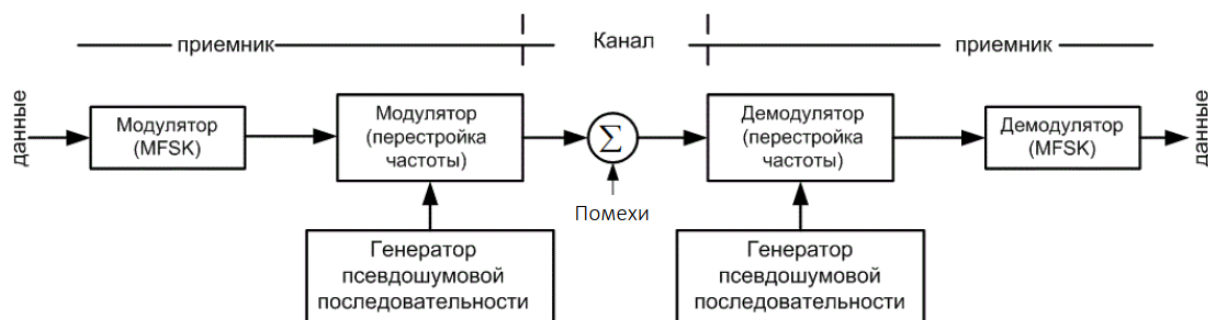 приемник
Канал
приемник
данные
Модулятор
(MFSK)
Модулятор
(перестройка
частоты)
Σ
Помехи
Демодулятор
(перестройка
частоты)
Демодулятор
(MFSK)
данные
Генератор
псевдошумовой
последовательности
Генератор
псевдошумовой
последовательности